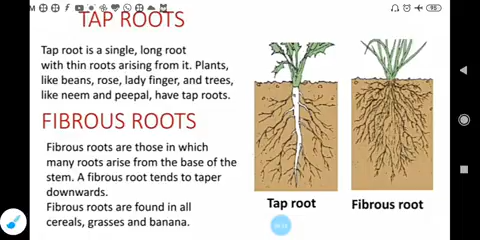 TAP ROOTS
Tap root is a single, long root
with thin roots arising from it. Plants,
like beans, rose, lady finger, and trees,
like neem and peepal, have tap roots.
FIBROUS ROOTS
Fibrous roots are those in which
many roots arise from the base of the
stem. A fibrous root tends to taper
downwards.
Fibrous roots are found in all
cereals, grasses and banana.
Tap root
Fibrous root